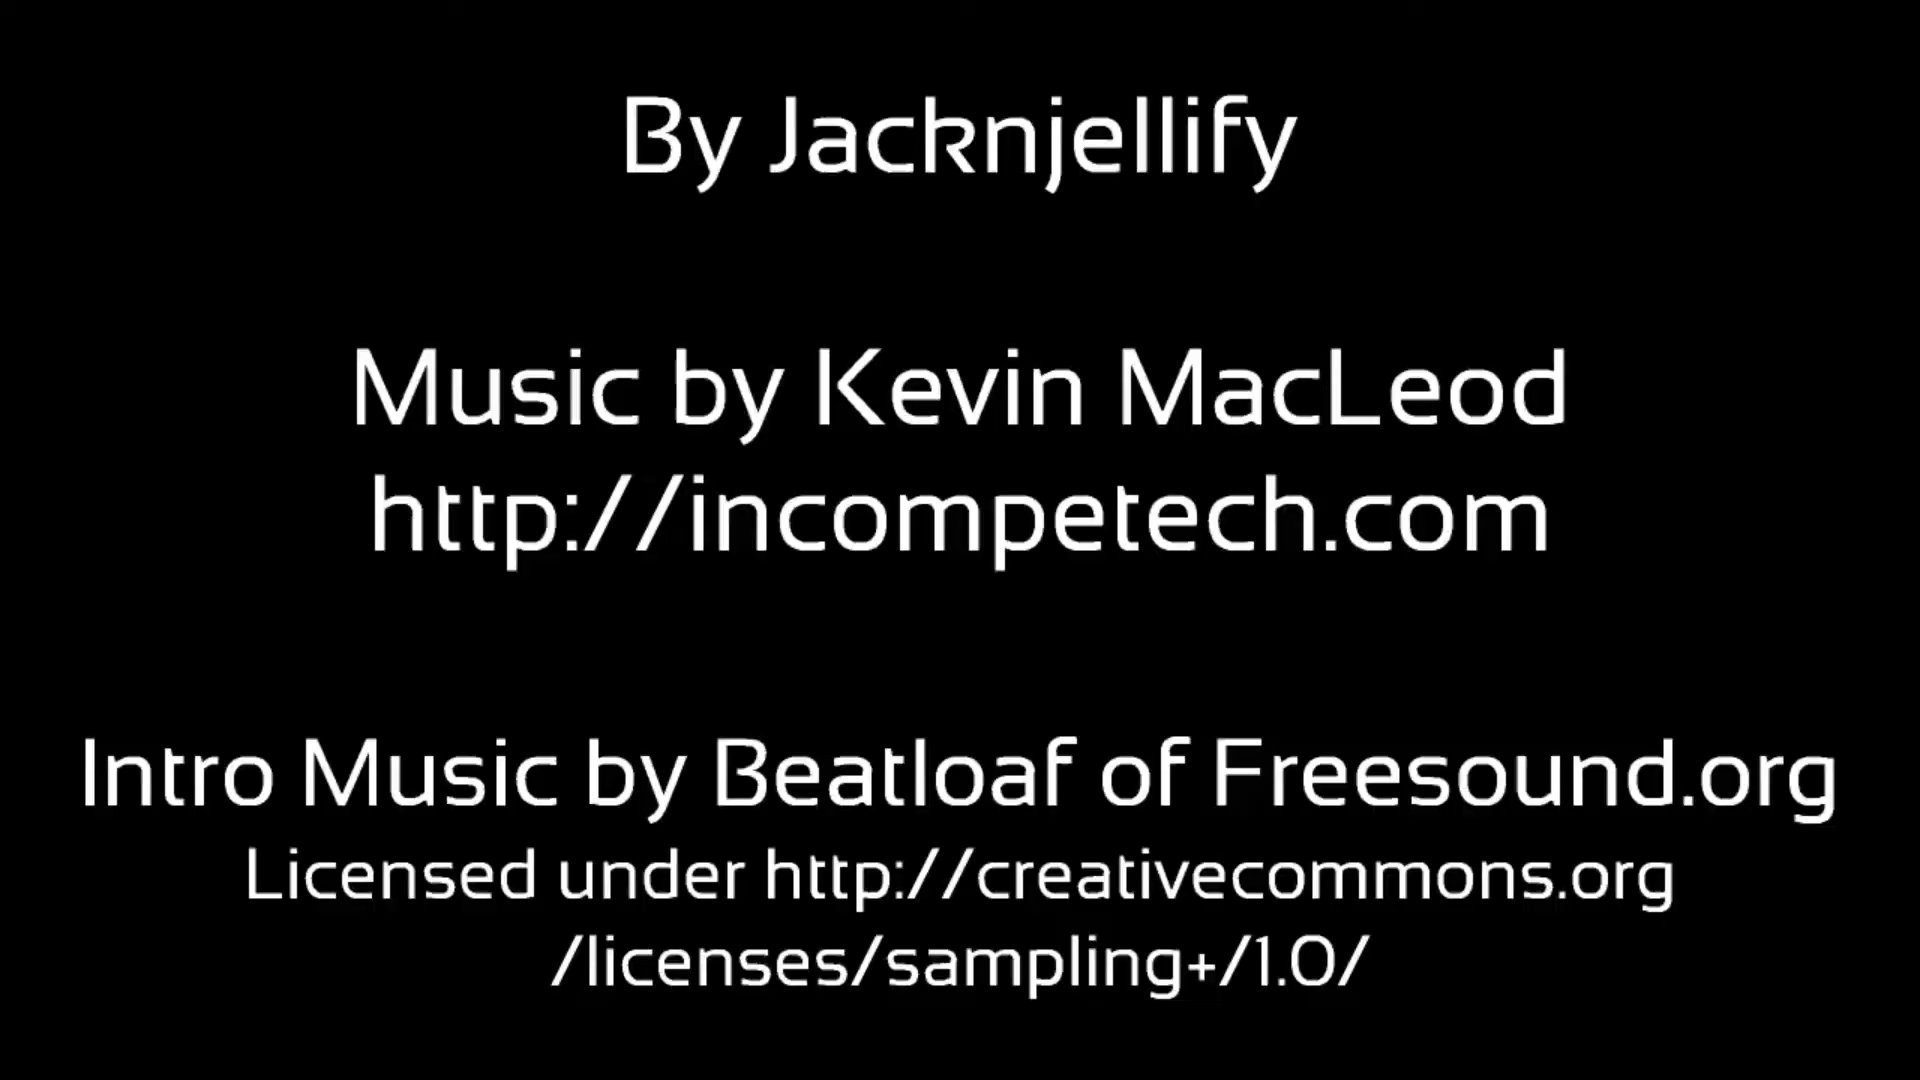 By Jacknjellify
Music by Kevin MacLeod
http://incompetech.com
Intro Music by Beatloaf of Freesound.org
Licensed under http://creativecommons.org
/licenses/sampling+/1.0/